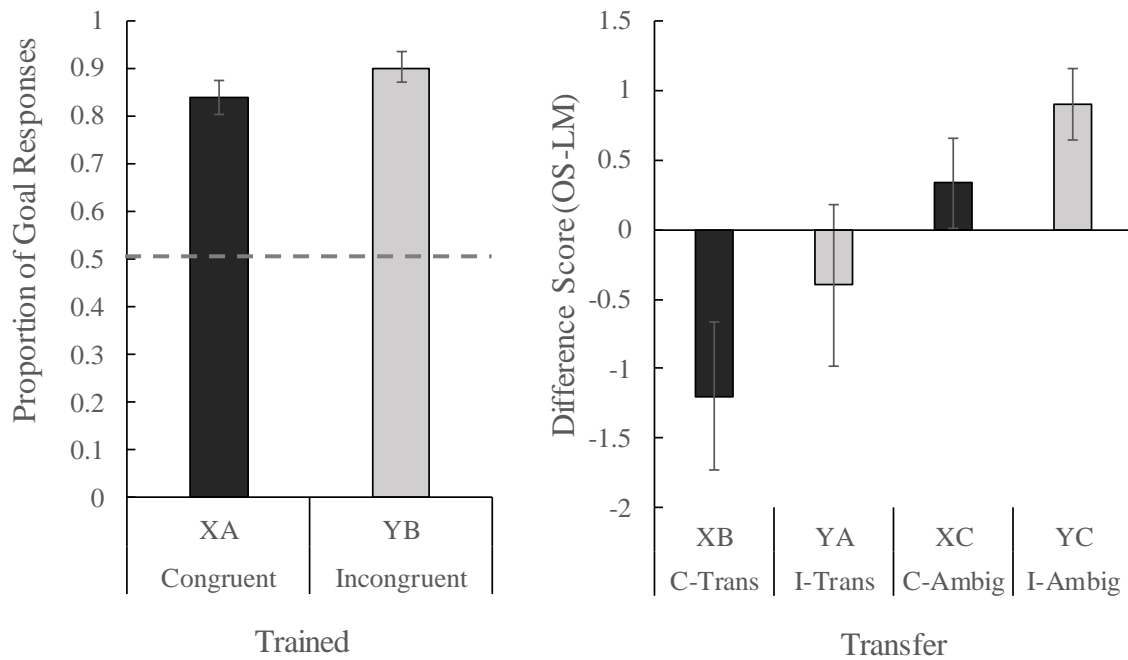 Proportion of Goal Responses
1
0.9
0.8
0.7
0.6
0.5
0.4
0.3
0.2
0.1
0
XA YB
Congruent Incongruent
Trained
Difference Score (OS-LM)
1.5
1
0.5
0
-0.5
-1
-1.5
-2
XB YA XC YC
C-Trans I-Trans C-Ambig I-Ambig
Transfer